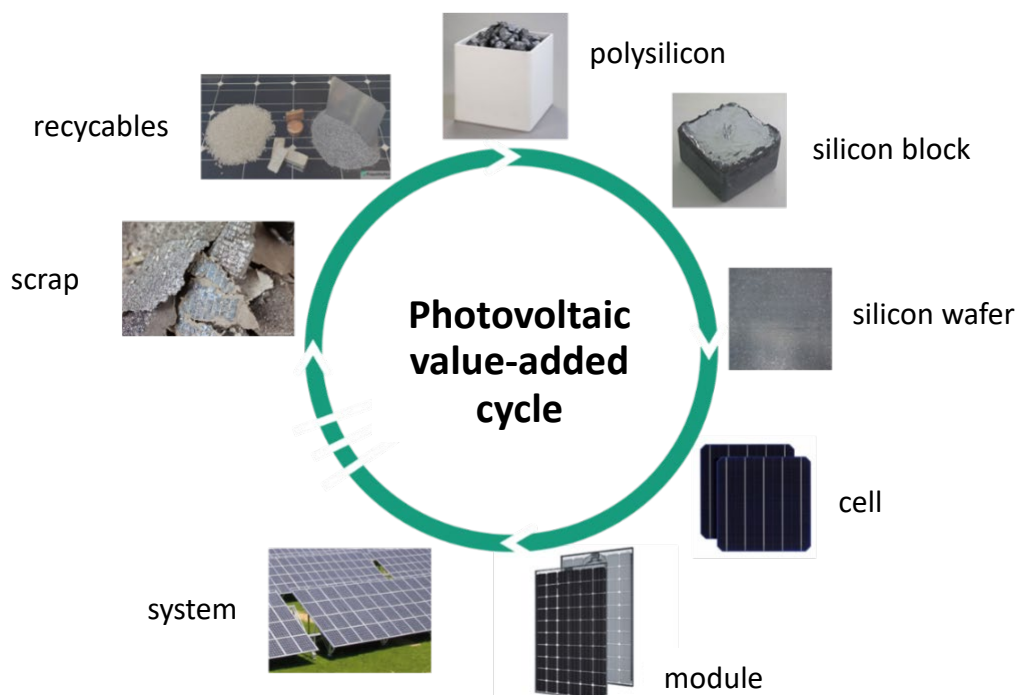 polysilicon
silicon block
silicon wafer
cell
module
system
scrap
recycables
Photovoltaic
value-added
cycle